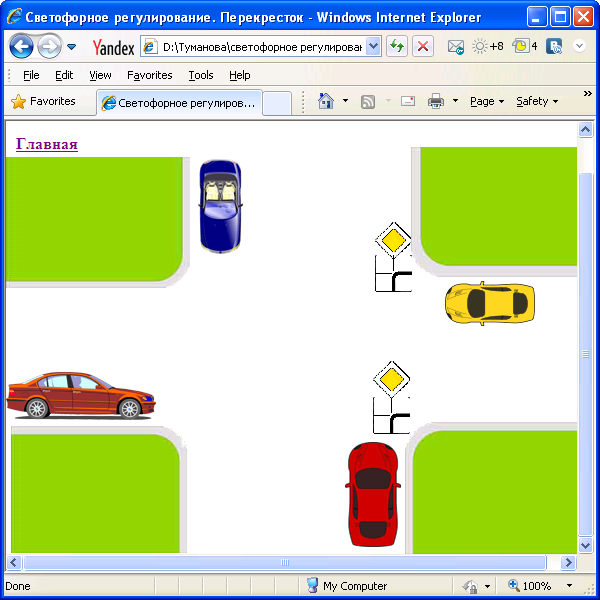 Светофорное регулирование. Перекресток - Windows Internet Explorer
Yandex
D:\Туманова\светофорное регулирован
+8
4
File Edit View Favorites Tools Help
Favorites
Светофорное регулиров...
Page Safety
Главная
Done
My Computer
100%